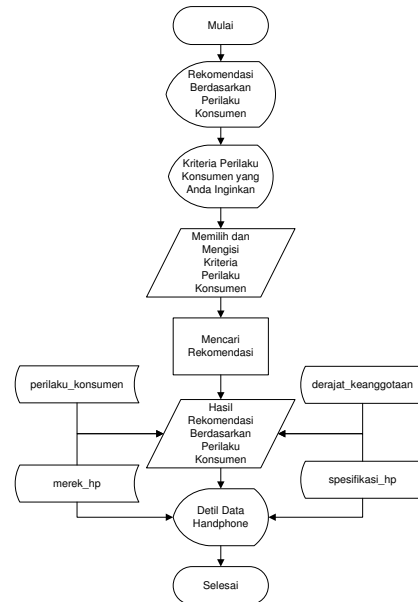 Mulai
Rekomendasi
Berdasarkan
Perilaku
Konsumen
Kriteria Perilaku
Konsumen yang
Anda Inginkan
Memilih dan
Mengisi
Kriteria
Perilaku
Konsumen
Mencari
Rekomendasi
perilaku_konsumen
derajat_keanggotaan
Hasil
Rekomendasi
Berdasarkan
Perilaku
Konsumen
merek_hp
spesifikasi_hp
Detil Data
Handphone
Selesai